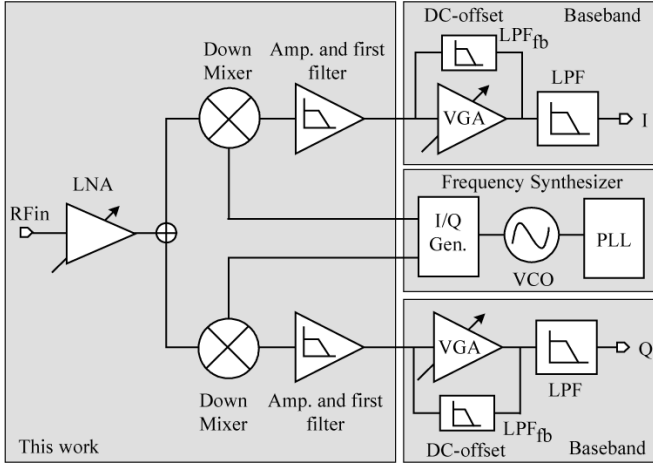 DC-offset
Baseband
LPFfb
Down
Mixer
Amp. and first
filter
LPF
VGA
I
LNA
RFin
Frequency Synthesizer
I/Q
Gen.
VCO
PLL
VGA
LPF
Q
Down
Mixer
Amp. and first
filter
LPFfb
DC-offset
Baseband
This work